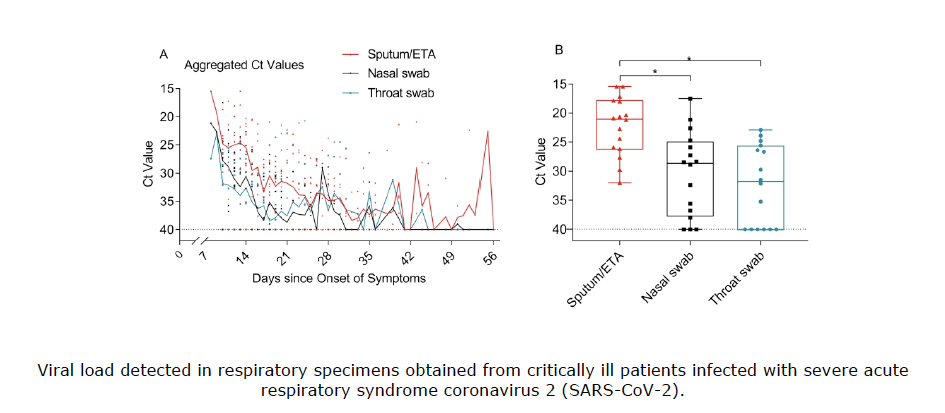 A
Aggregated Ct Values
Sputum/ETA
Nasal swab
Throat swab
Ct Value
15
20
25
30
35
40
0
7
14
21
28
35
42
49
56
Days since Onset of Symptoms
B
*
*
Ct Value
15
20
25
30
35
40
Sputum/ETA
Nasal swab
Throat swab
Viral load detected in respiratory specimens obtained from critically ill patients infected with severe acute
respiratory syndrome coronavirus 2 (SARS-CoV-2).